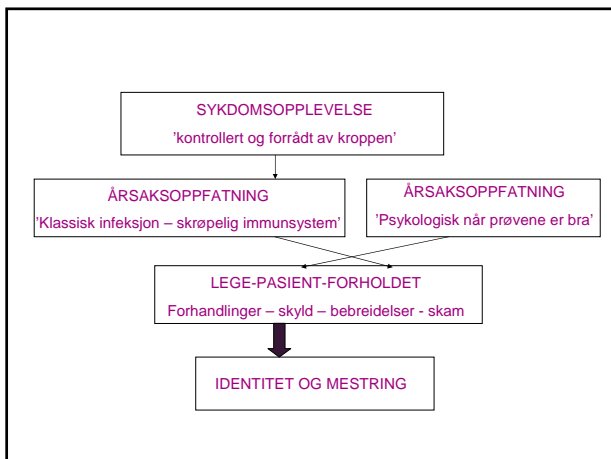 SYKDOMSOPPLEVELSE
'kontrollert og forrådt av kroppen'
ÅRSAKSOPPFATNING
'Klassisk infeksjon – skrøpelig immunsystem'
ÅRSAKSOPPFATNING
'Psykologisk når prøvene er bra'
LEGE-PASIENT-FORHOLDET
Forhandlinger – skyld – bebreidelser - skam
IDENTITET OG MESTRING